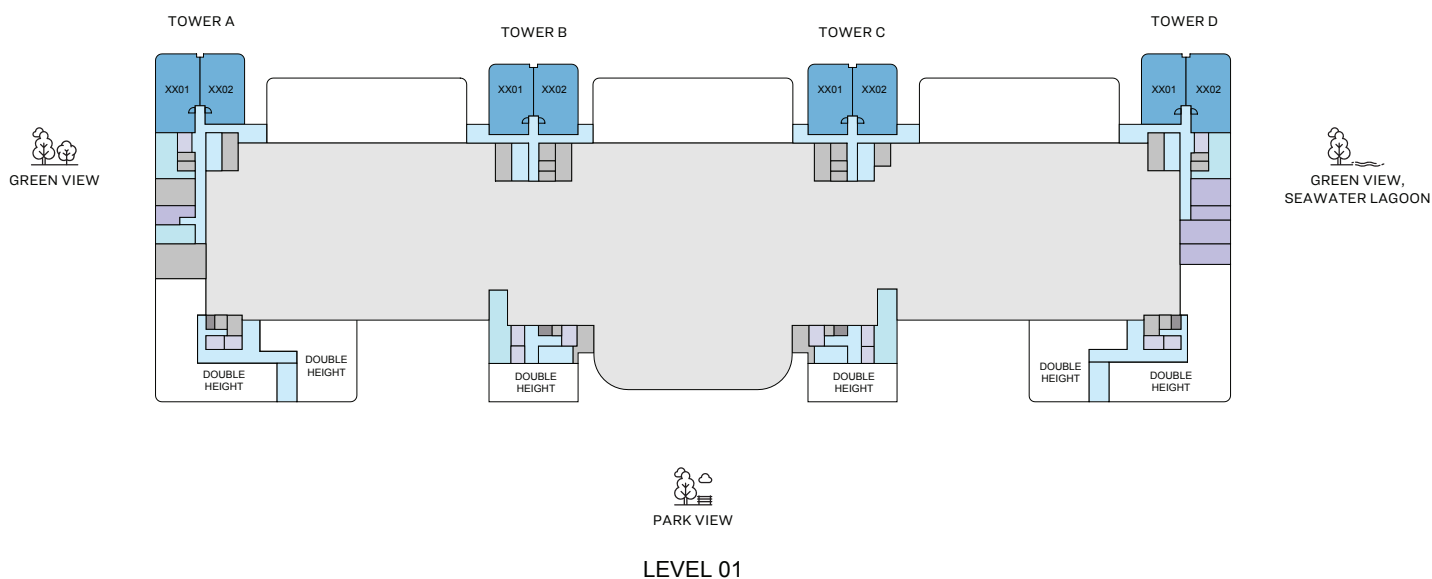 TOWER A
TOWER B
TOWER C
TOWER D
XX01
XX02
XX01
XX02
XX01
XX02
XX01
XX02
GREEN VIEW
GREEN VIEW,
SEAWATER LAGOON
DOUBLE
HEIGHT
DOUBLE
HEIGHT
DOUBLE
HEIGHT
DOUBLE
HEIGHT
DOUBLE
HEIGHT
DOUBLE
HEIGHT
PARK VIEW
LEVEL 01